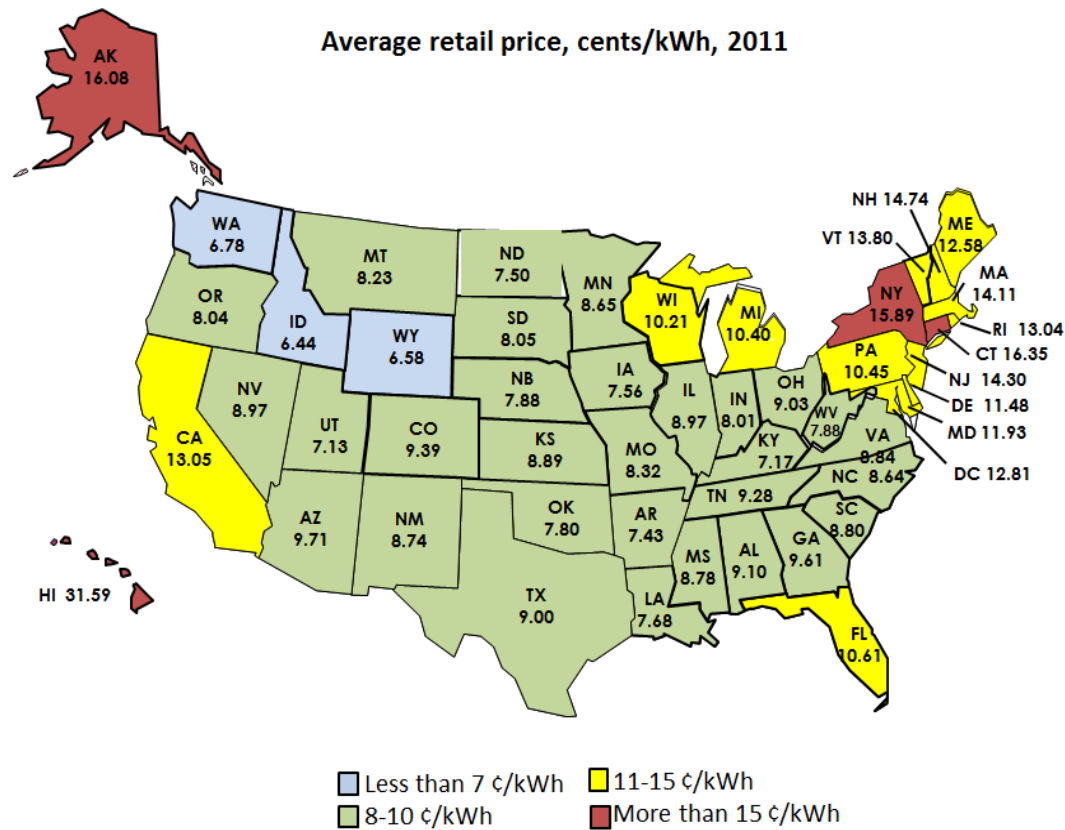 Average retail price, cents/kWh, 2011
AK
16.08
WA
6.78
MT
8.23
ND
7.50
MN
8.65
OR
8.04
ID
6.44
WY
6.58
SD
8.05
WI
10.21
MI
10.40
NH 14.74
VT 13.80
ME
12.58
MA
14.11
NY
15.89
RI 13.04
CT 16.35
PA
10.45
NJ 14.30
DE 11.48
MD 11.93
DC 12.81
NV
8.97
UT
7.13
CO
9.39
NB
7.88
KS
8.89
IA
7.56
MO
8.32
IL
8.97
IN
8.01
OH
9.03
WV
7.88
KY
7.17
VA
8.84
NC 8.64
TN 9.28
SC
8.80
CA
13.05
AZ
9.71
NM
8.74
OK
7.80
AR
7.43
MS
8.78
AL
9.10
GA
9.61
TX
9.00
LA
7.68
FL
10.61
HI 31.59
Less than 7 ¢/kWh
8-10 ¢/kWh
11-15 ¢/kWh
More than 15 ¢/kWh